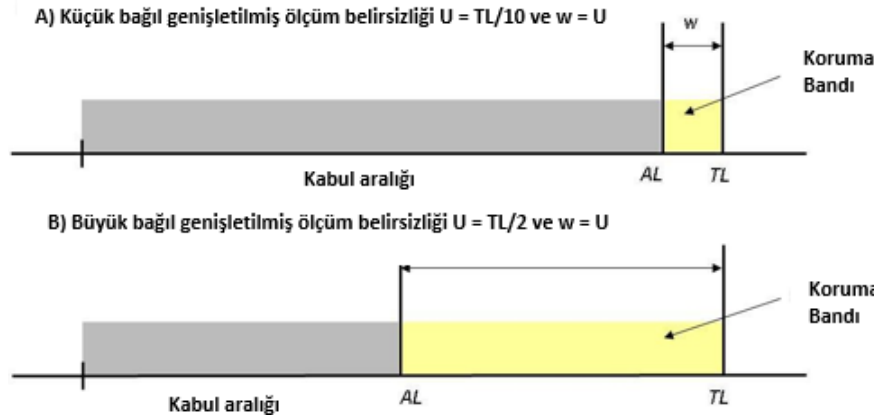 A) Küçük bağıl genişletilmiş ölçüm belirsizliği U = TL/10 ve w = U
w
Koruma
Bandı
Kabul aralığı
AL
TL
B) Büyük bağıl genişletilmiş ölçüm belirsizliği U = TL/2 ve w = U
Koruma
Bandı
Kabul aralığı
AL
TL